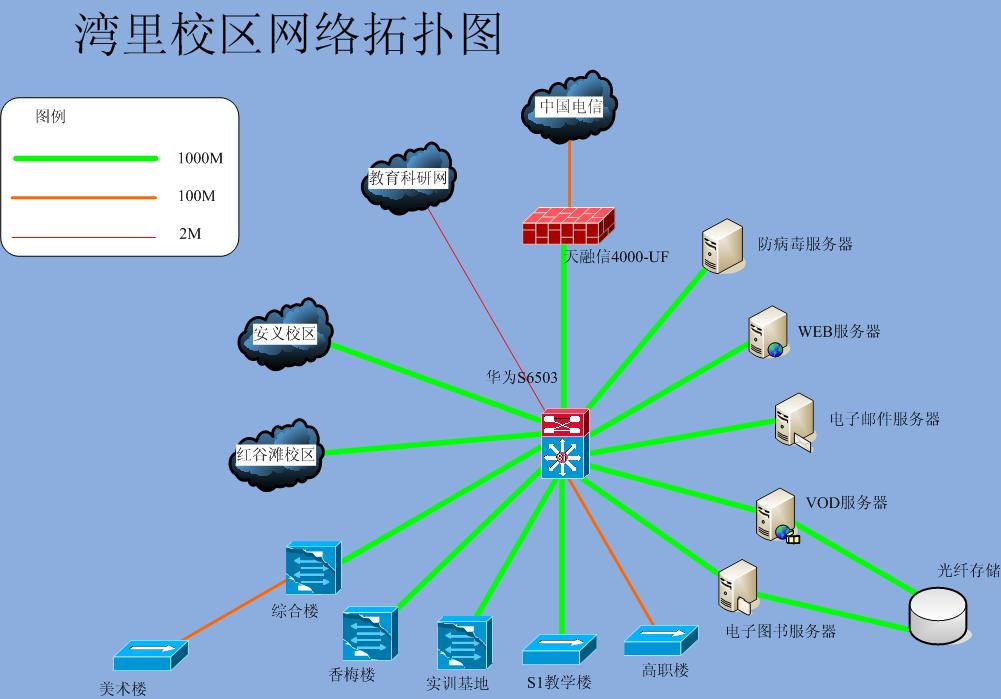 湾里校区网络拓扑图
图例
1000M
100M
2M
中国电信
教育科研网
天融信4000-UF
防病毒服务器
WEB服务器
安义校区
华为S6503
电子邮件服务器
红谷滩校区
VOD服务器
光纤存储
综合楼
电子图书服务器
香梅楼
实训基地
S1教学楼
高职楼
美术楼